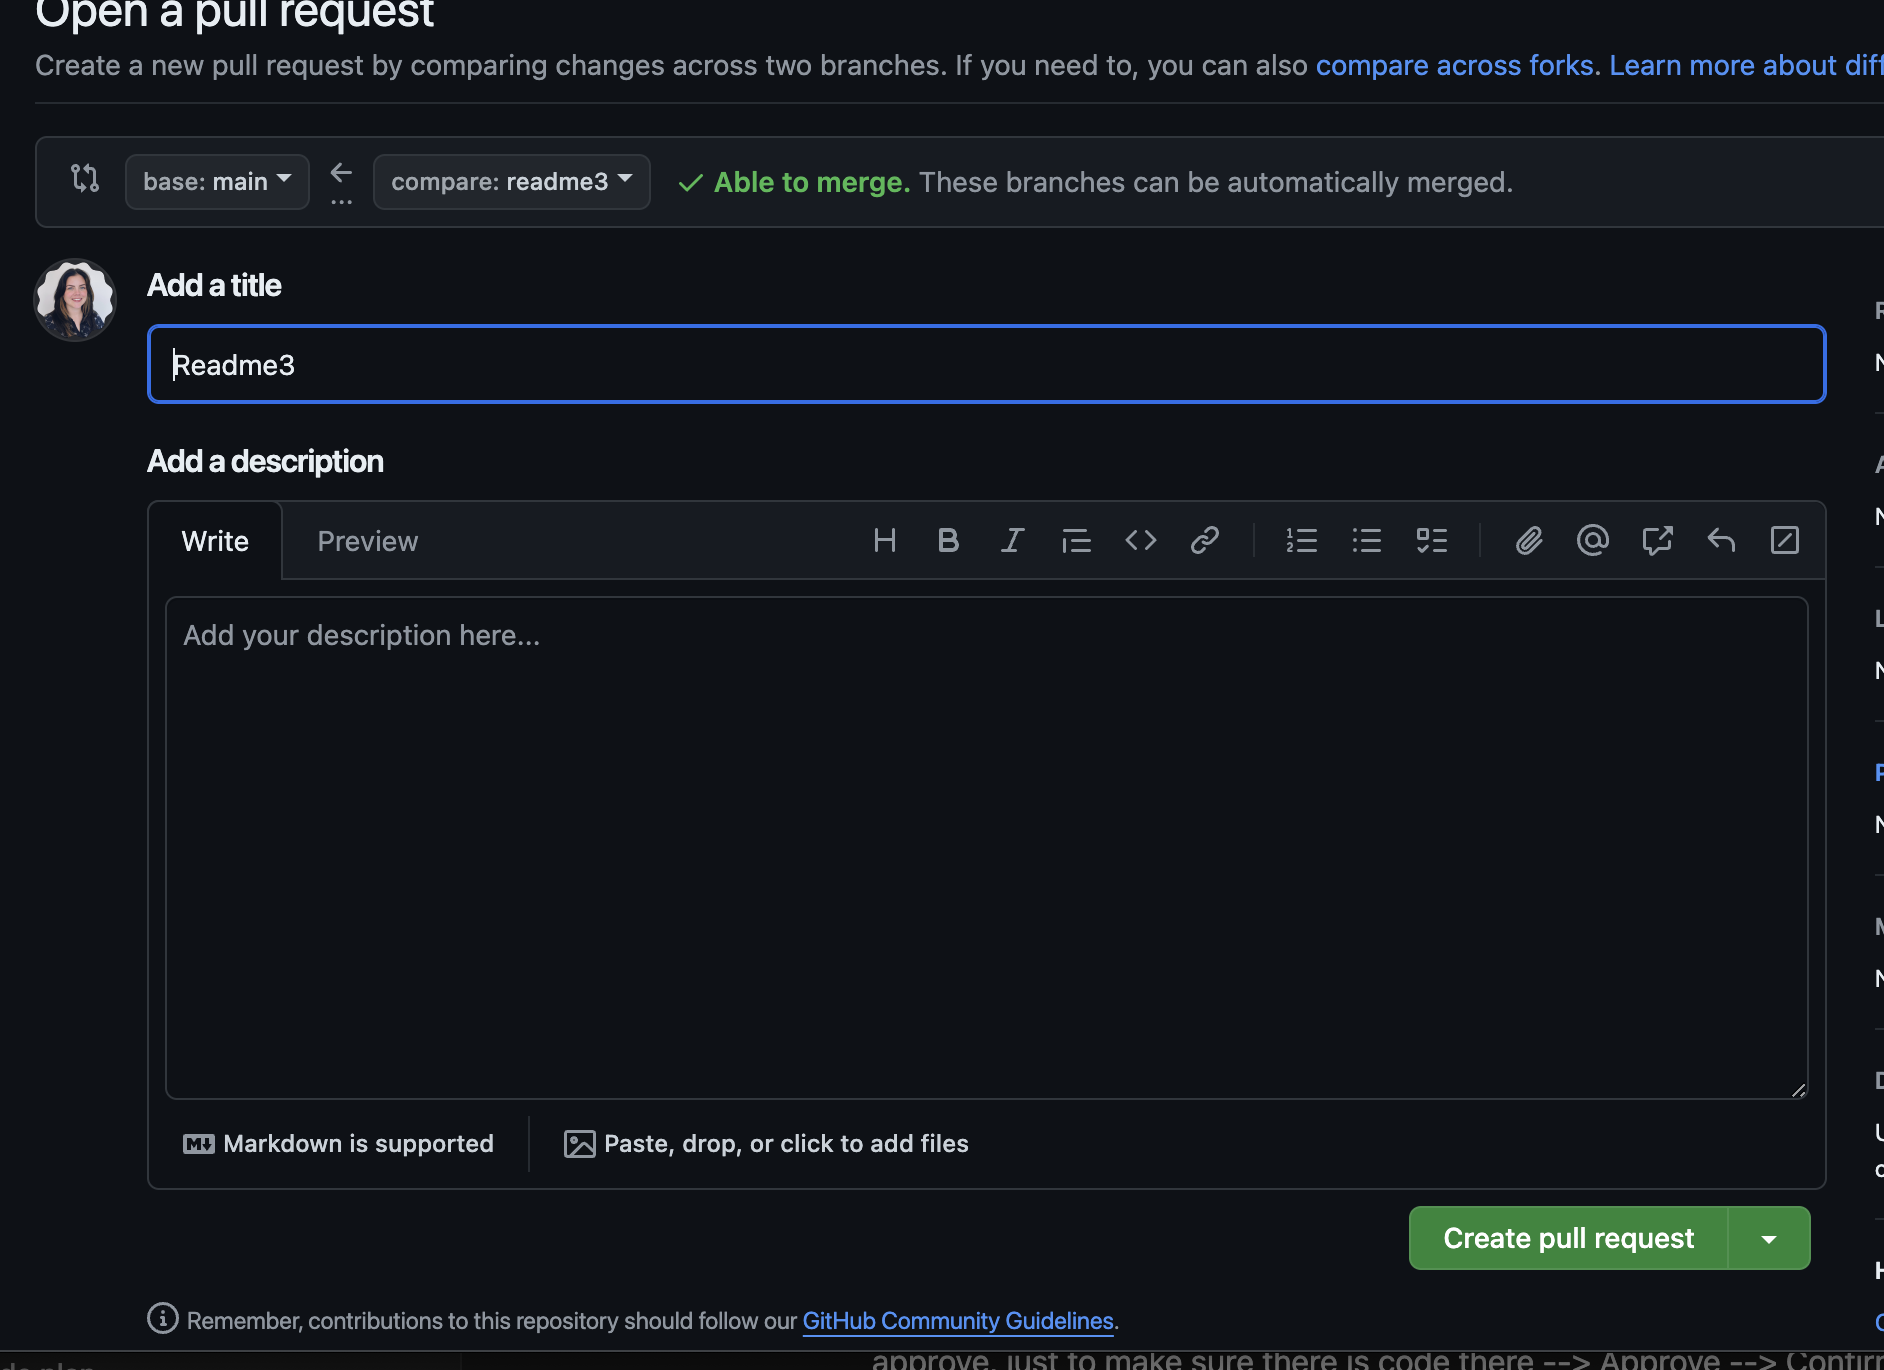 Open a pull request
Create a new pull request by comparing changes across two branches. If you need to, you can also compare across forks. Learn more about diff
base: main
compare: readme3
Able to merge. These branches can be automatically merged.
Add a title
Readme3
Add a description
Write
Preview
Add your description here...
Markdown is supported
Paste, drop, or click to add files
Create pull request
Remember, contributions to this repository should follow our GitHub Community Guidelines.
approve, just to make sure there is code there --> Approve --> Confirm